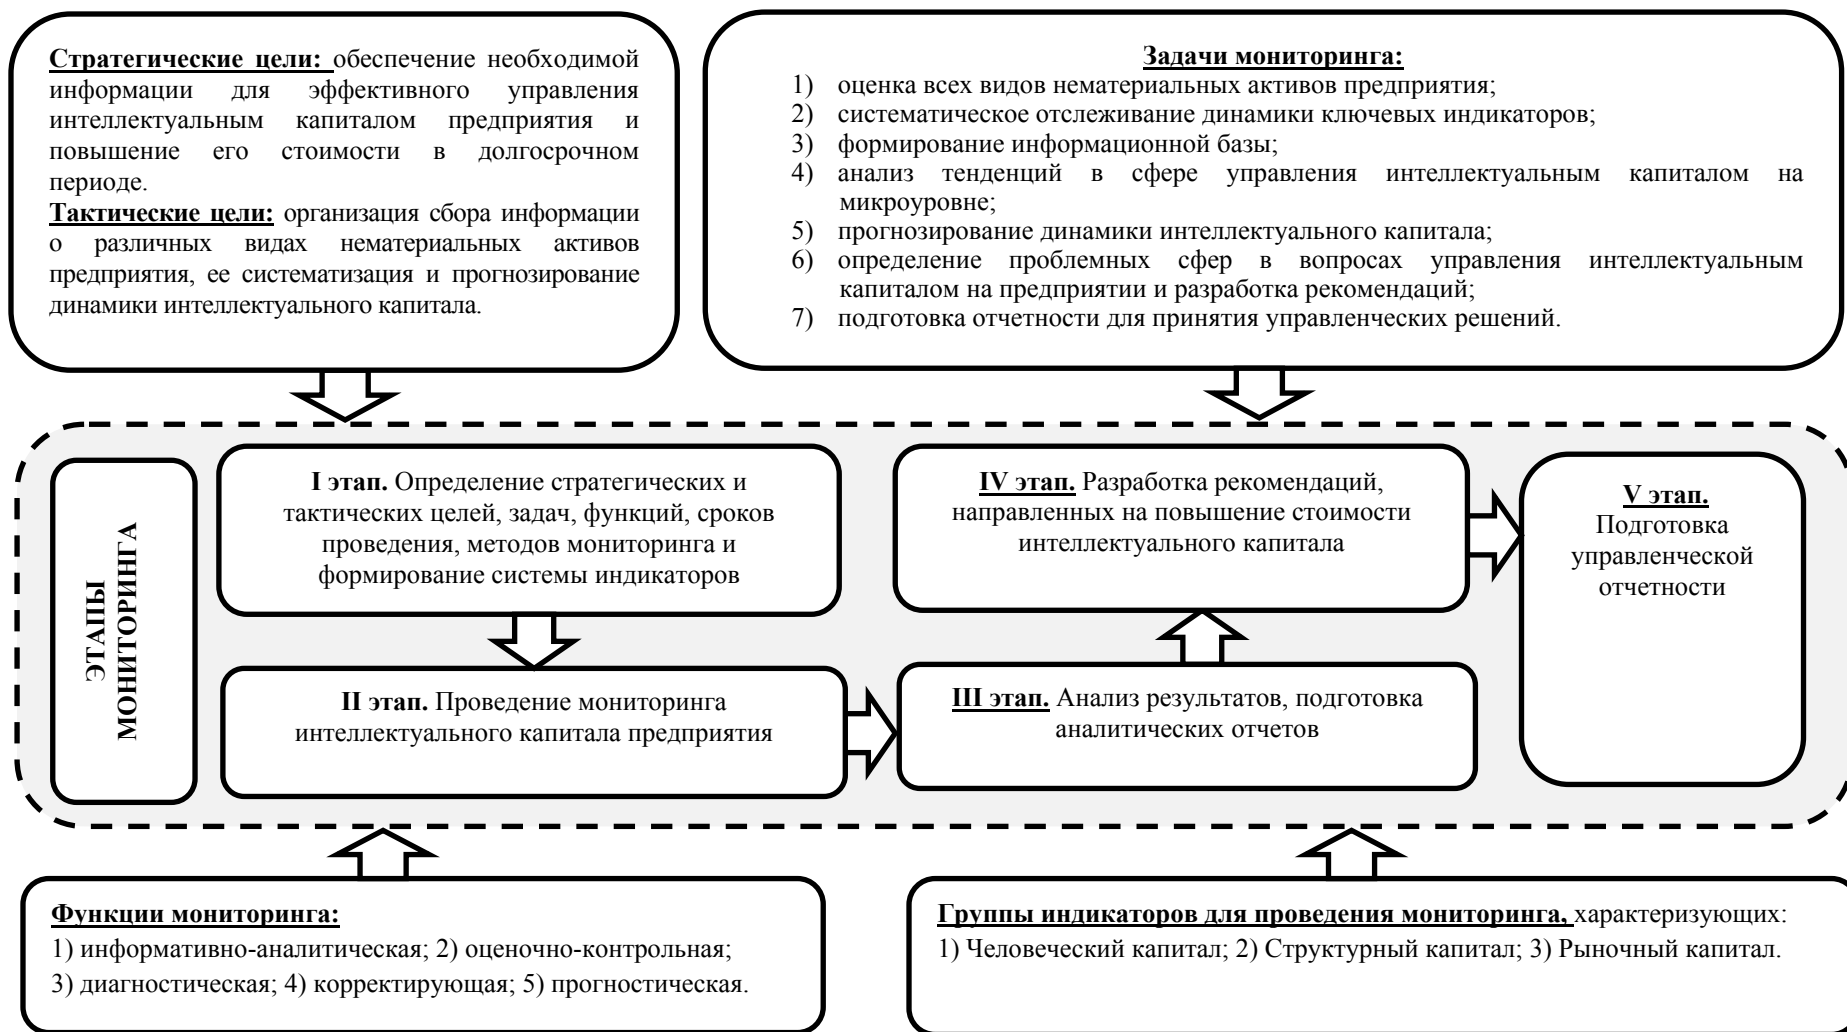 Стратегические цели: обеспечение необходимой
информации для эффективного управления
интеллектуальным капиталом предприятия и
повышение его стоимости в долгосрочном
периоде.
Тактические цели: организация сбора информации
о различных видах нематериальных активов
предприятия, ее систематизация и прогнозирование
динамики интеллектуального капитала.
Задачи мониторинга:
1) оценка всех видов нематериальных активов предприятия;
2) систематическое отслеживание динамики ключевых индикаторов;
3) формирование информационной базы;
4) анализ тенденций в сфере управления интеллектуальным капиталом на
микроуровне;
5) прогнозирование динамики интеллектуального капитала;
6) определение проблемных сфер в вопросах управления интеллектуальным
капиталом на предприятии и разработка рекомендаций;
7) подготовка отчетности для принятия управленческих решений.
ЭТАПЫ
МОНИТОРИНГА
I этап. Определение стратегических и
тактических целей, задач, функций, сроков
проведения, методов мониторинга и
формирование системы индикаторов
II этап. Проведение мониторинга
интеллектуального капитала предприятия
III этап. Анализ результатов, подготовка
аналитических отчетов
IV этап. Разработка рекомендаций,
направленных на повышение стоимости
интеллектуального капитала
V этап.
Подготовка
управленческой
отчетности
Функции мониторинга:
1) информативно-аналитическая; 2) оценочно-контрольная;
3) диагностическая; 4) корректирующая; 5) прогностическая.
Группы индикаторов для проведения мониторинга, характеризующих:
1) Человеческий капитал; 2) Структурный капитал; 3) Рыночный капитал.